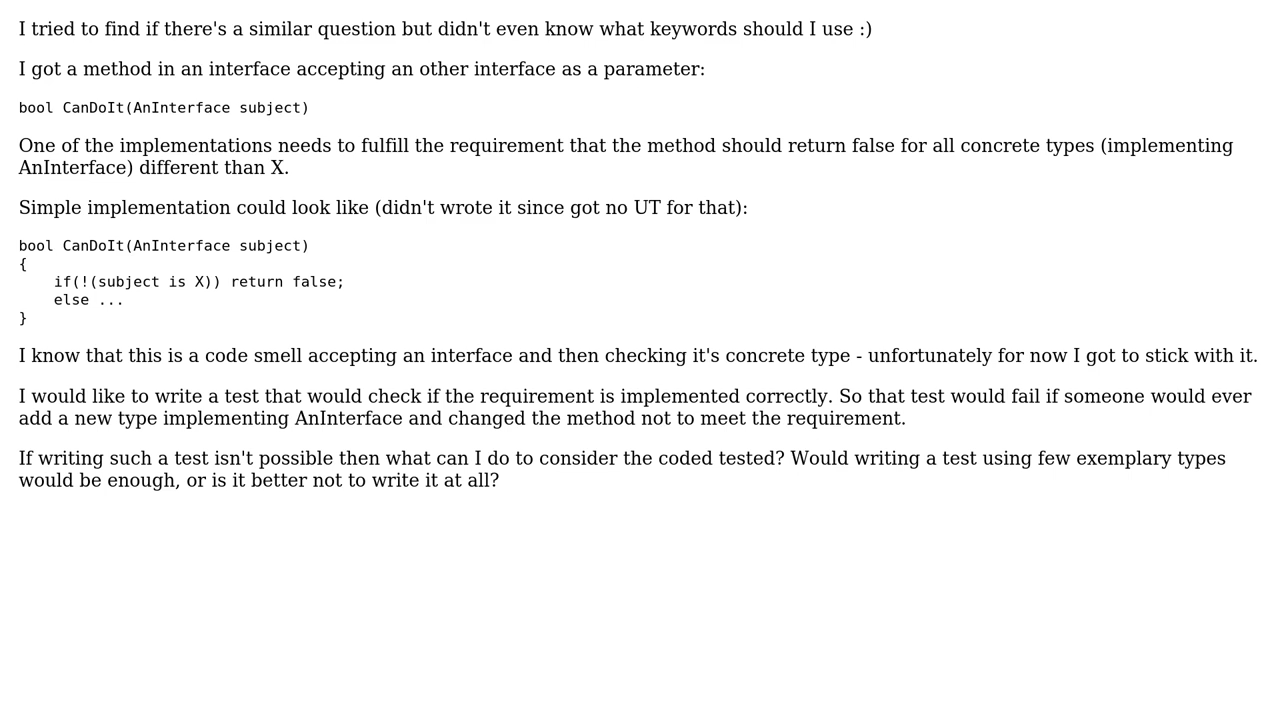 I tried to find if there's a similar question but didn't even know what keywords should I use :)
I got a method in an interface accepting an other interface as a parameter:
bool CanDoIt(AnInterface subject)
One of the implementations needs to fulfill the requirement that the method should return false for all concrete types (implementing
AnInterface) different than X.
Simple implementation could look like (didn't wrote it since got no UT for that):
bool CanDoIt(AnInterface subject)
{
    if(!(subject is X)) return false;
    else ...
}
I know that this is a code smell accepting an interface and then checking it's concrete type - unfortunately for now I got to stick with it.
I would like to write a test that would check if the requirement is implemented correctly. So that test would fail if someone would ever
add a new type implementing AnInterface and changed the method not to meet the requirement.
If writing such a test isn't possible then what can I do to consider the coded tested? Would writing a test using few exemplary types
would be enough, or is it better not to write it at all?